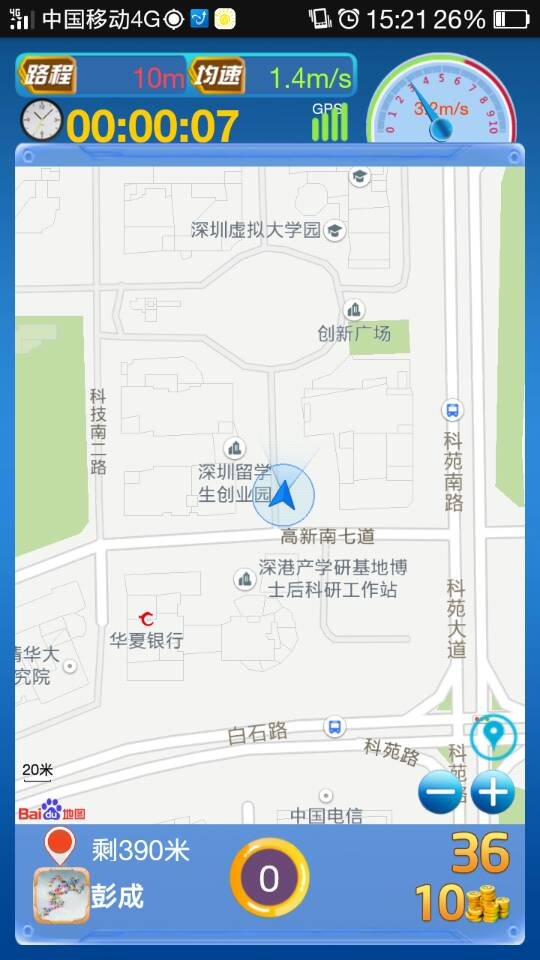 4G 中国移动4G 15:21 26%
路程 10m 均速 1.4m/s
00:00:07 GPS
3.2m/s
0 1 2 3 4 5 6 7 8 9 10
深圳虚拟大学园
创新广场
科技南二路
科苑南路
深圳留学
生创业园
高新南七道
深港产学研基地博
士后科研工作站
科苑大道
华夏银行
清华大
究院
白石路
科苑路
科苑路
20米
Bai du 地图
中国电信
剩390米
36
彭成
0
10